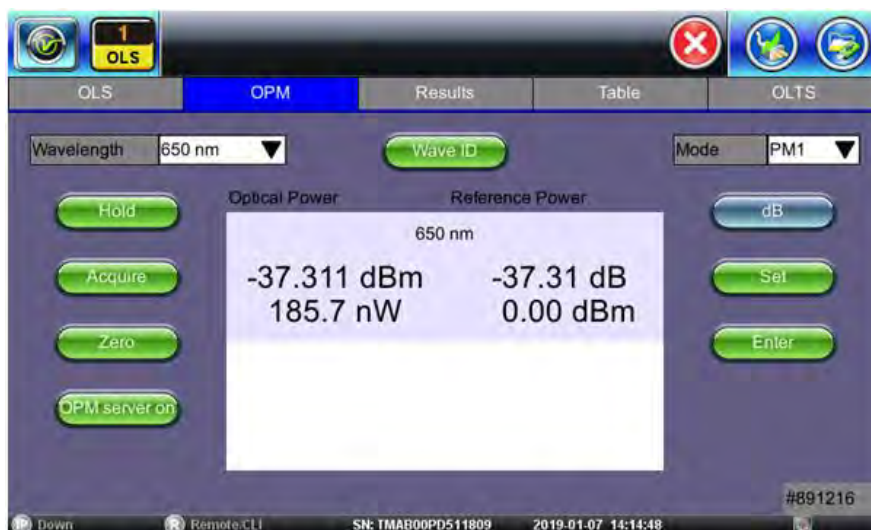 1
OLS
OLS OPM Results Table OLTS
Wavelength 650 nm Wave ID Mode PM1
Optical Power Reference Power
Hold dB
650 nm
Acquire -37.311 dBm -37.31 dB Set
185.7 nW 0.00 dBm
Zero Enter
OPM server on
#891216
IP Down R Remote/CLI SN: TMAB00PD511809 2019-01-07 14:14:48